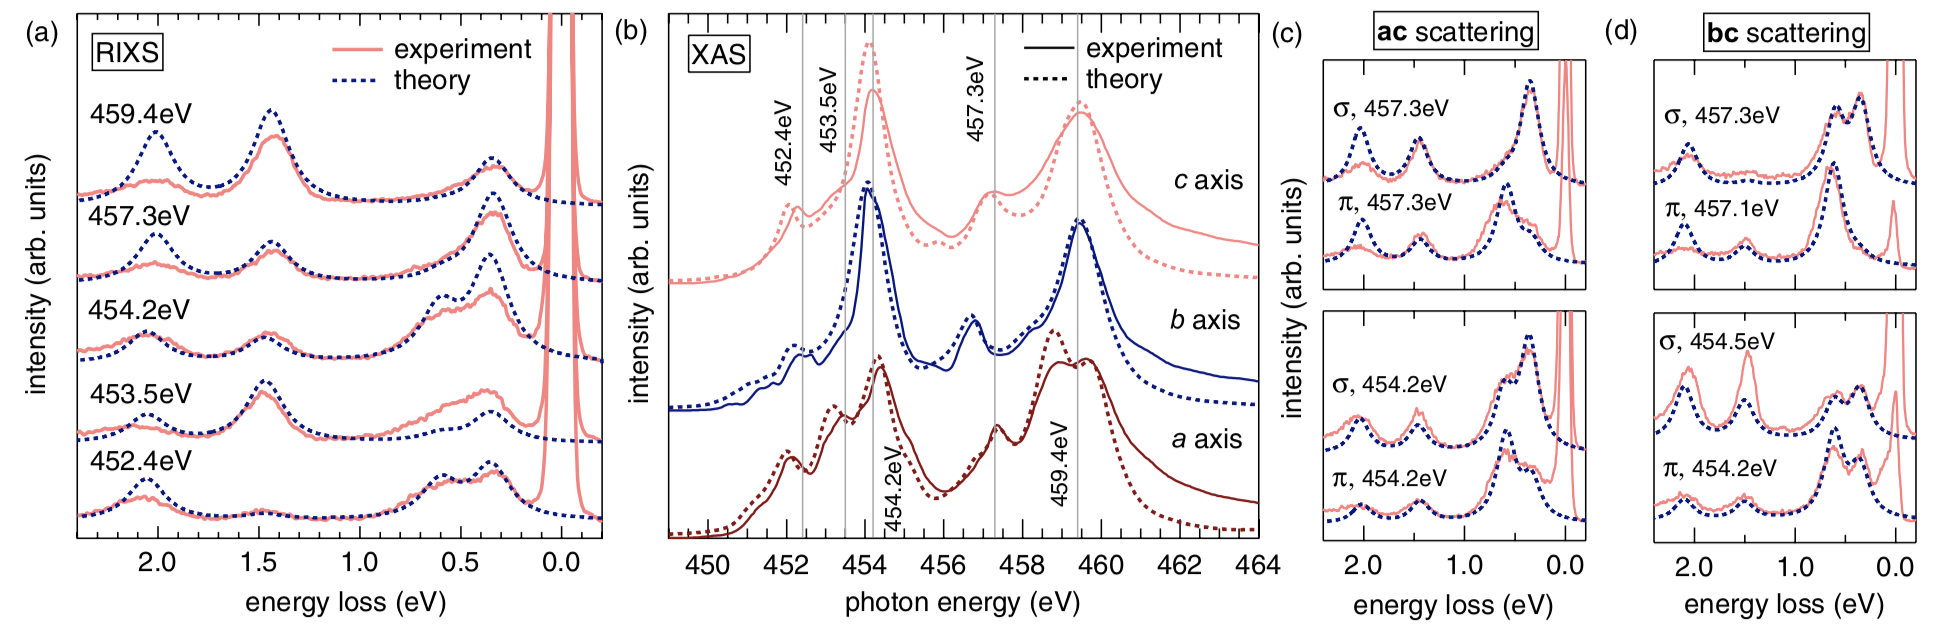 (a)
RIXS
experiment
theory
459.4eV
457.3eV
454.2eV
453.5eV
452.4eV
intensity (arb. units)
2.0 1.5 1.0 0.5 0.0
energy loss (eV)
(b)
XAS
experiment
theory
452.4eV
453.5eV
457.3eV
c axis
b axis
a axis
454.2eV
459.4eV
intensity (arb. units)
450 452 454 456 458 460 462 464
photon energy (eV)
(c)
ac scattering
σ, 457.3eV
π, 457.3eV
σ, 454.2eV
π, 454.2eV
intensity (arb. units)
2.0 1.0 0.0
energy loss (eV)
(d)
bc scattering
σ, 457.3eV
π, 457.1eV
σ, 454.5eV
π, 454.2eV
2.0 1.0 0.0
energy loss (eV)